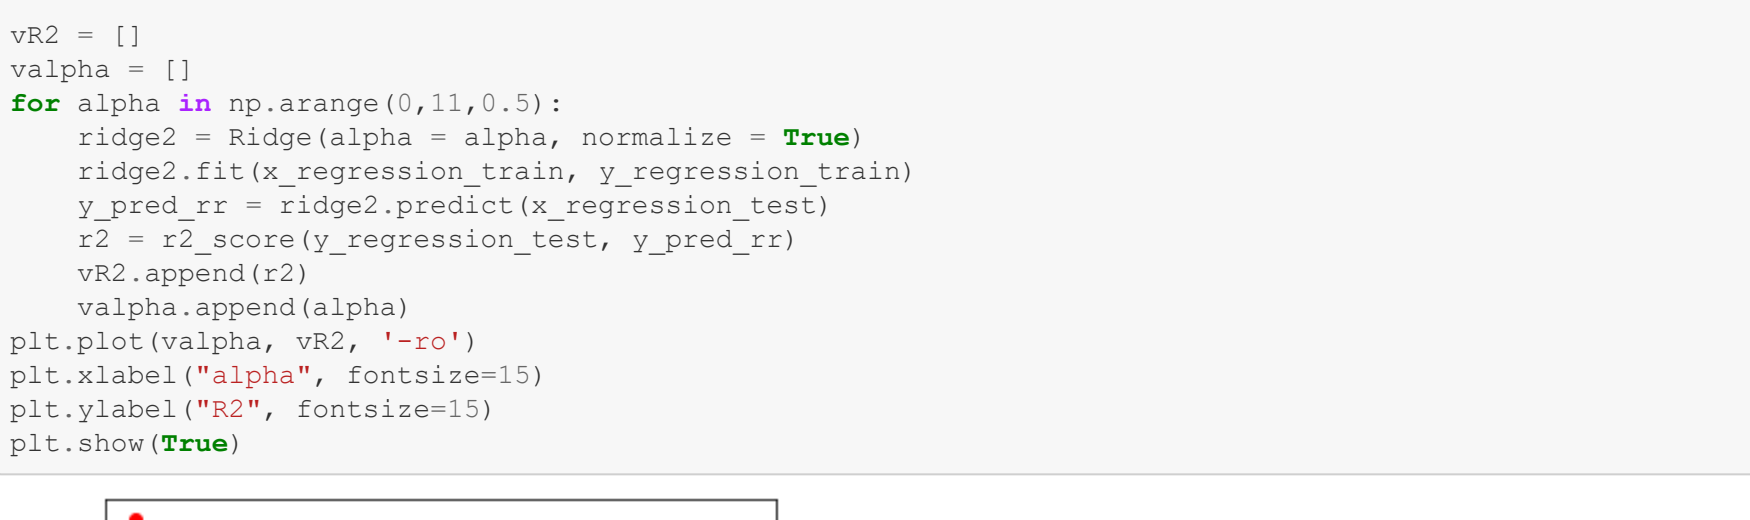 vR2 = []
valpha = []
for alpha in np.arange(0,11,0.5):
    ridge2 = Ridge(alpha = alpha, normalize = True)
    ridge2.fit(x_regression_train, y_regression_train)
    y_pred_rr = ridge2.predict(x_regression_test)
    r2 = r2_score(y_regression_test, y_pred_rr)
    vR2.append(r2)
    valpha.append(alpha)
plt.plot(valpha, vR2, '-ro')
plt.xlabel("alpha", fontsize=15)
plt.ylabel("R2", fontsize=15)
plt.show(True)